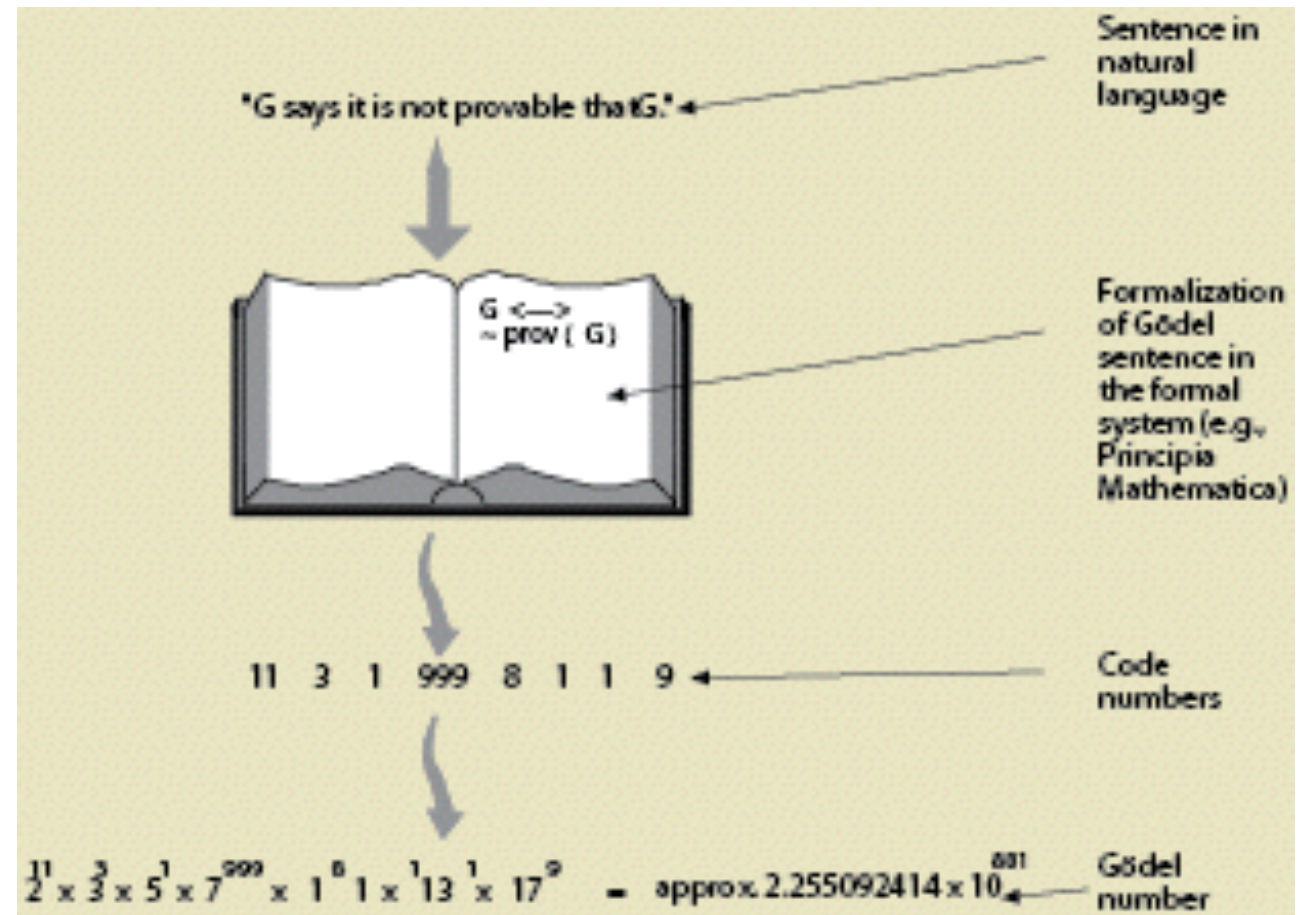 Sentence in
natural
language
"G says it is not provable thatG."
G <—>
~ prov ( G)
Formalization
of Gödel
sentence in
the formal
system (e.g.,
Principia
Mathematica)
11 3 1 999 8 1 1 9
Code
numbers
2^11 x 3^3 x 5^1 x 7^999 x 1^8 1 x ^1 13 ^1 x 17^9 = approx. 2.255092414 x 10^881
Gödel
number